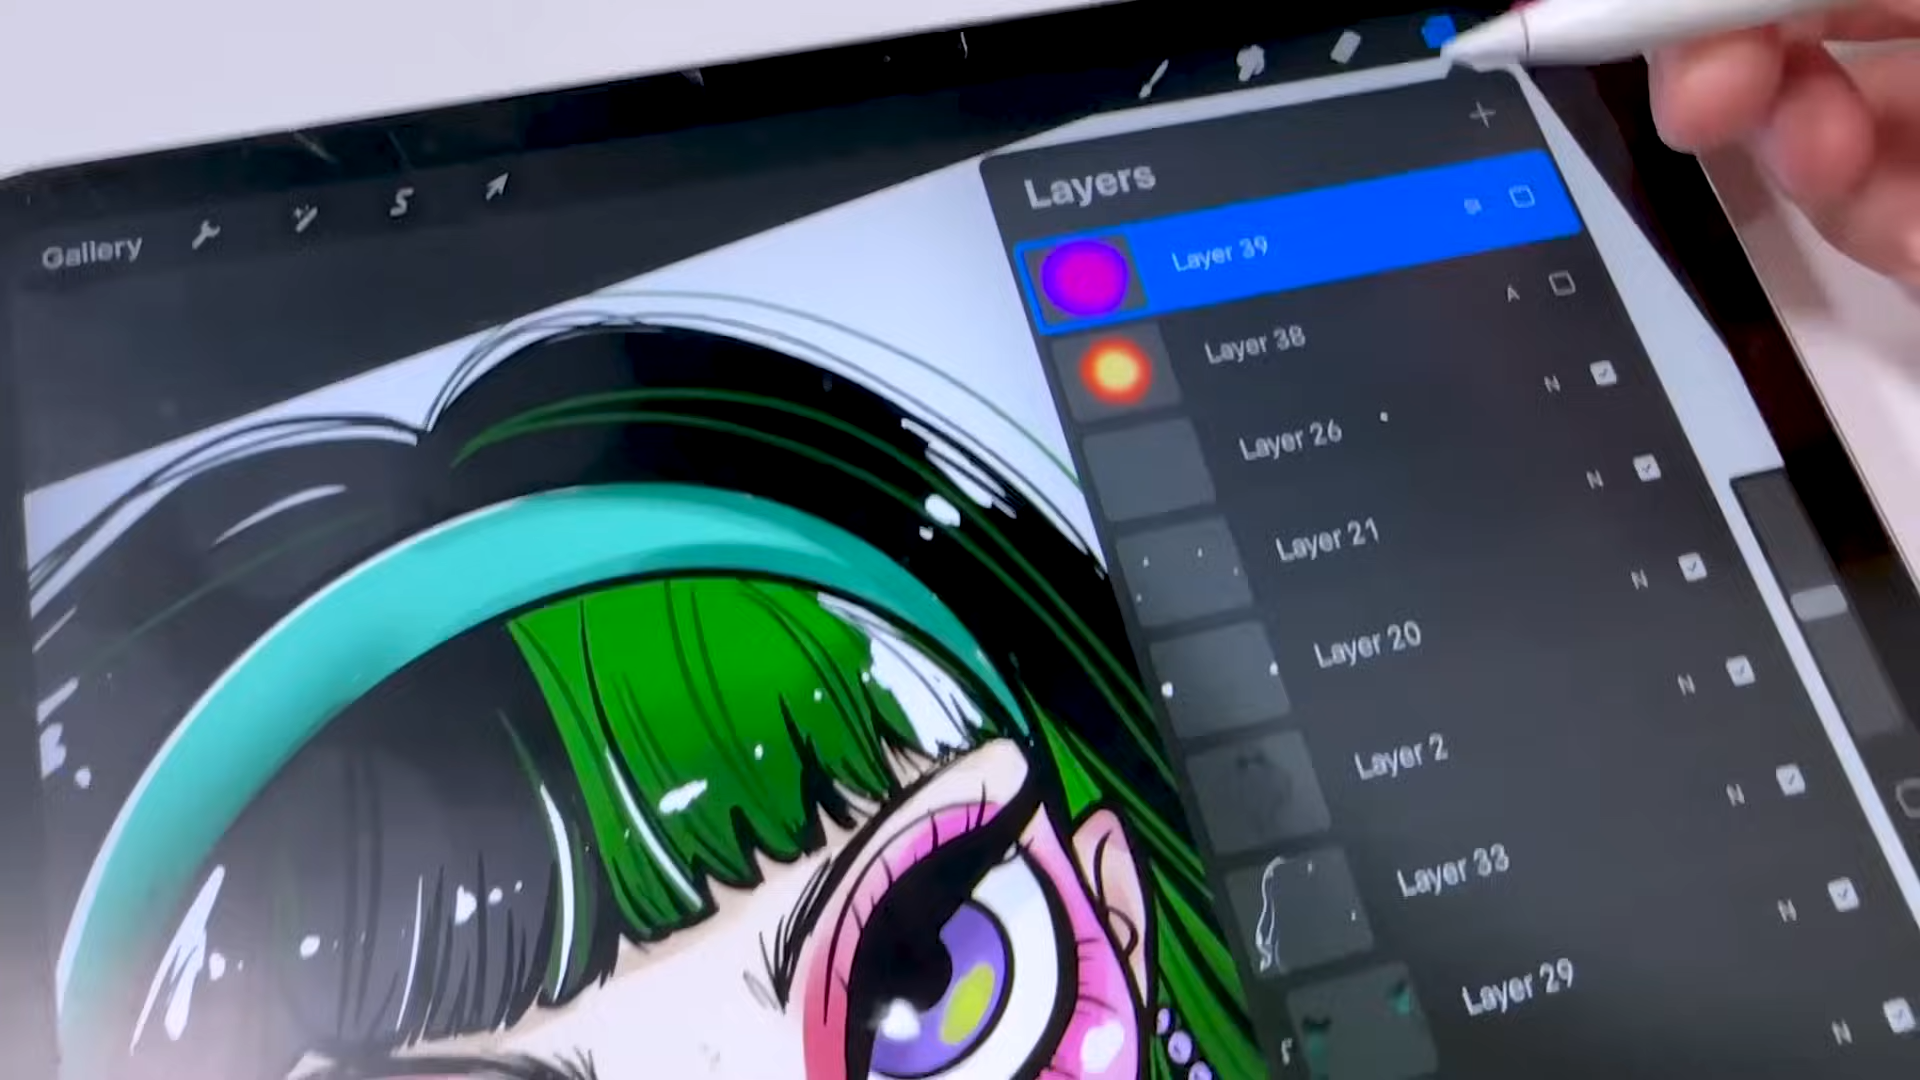 Gallery
Layers
Layer 39
Layer 38
A
Layer 26
N
Layer 21
N
Layer 20
N
Layer 2
N
Layer 33
N
Layer 29
N
N